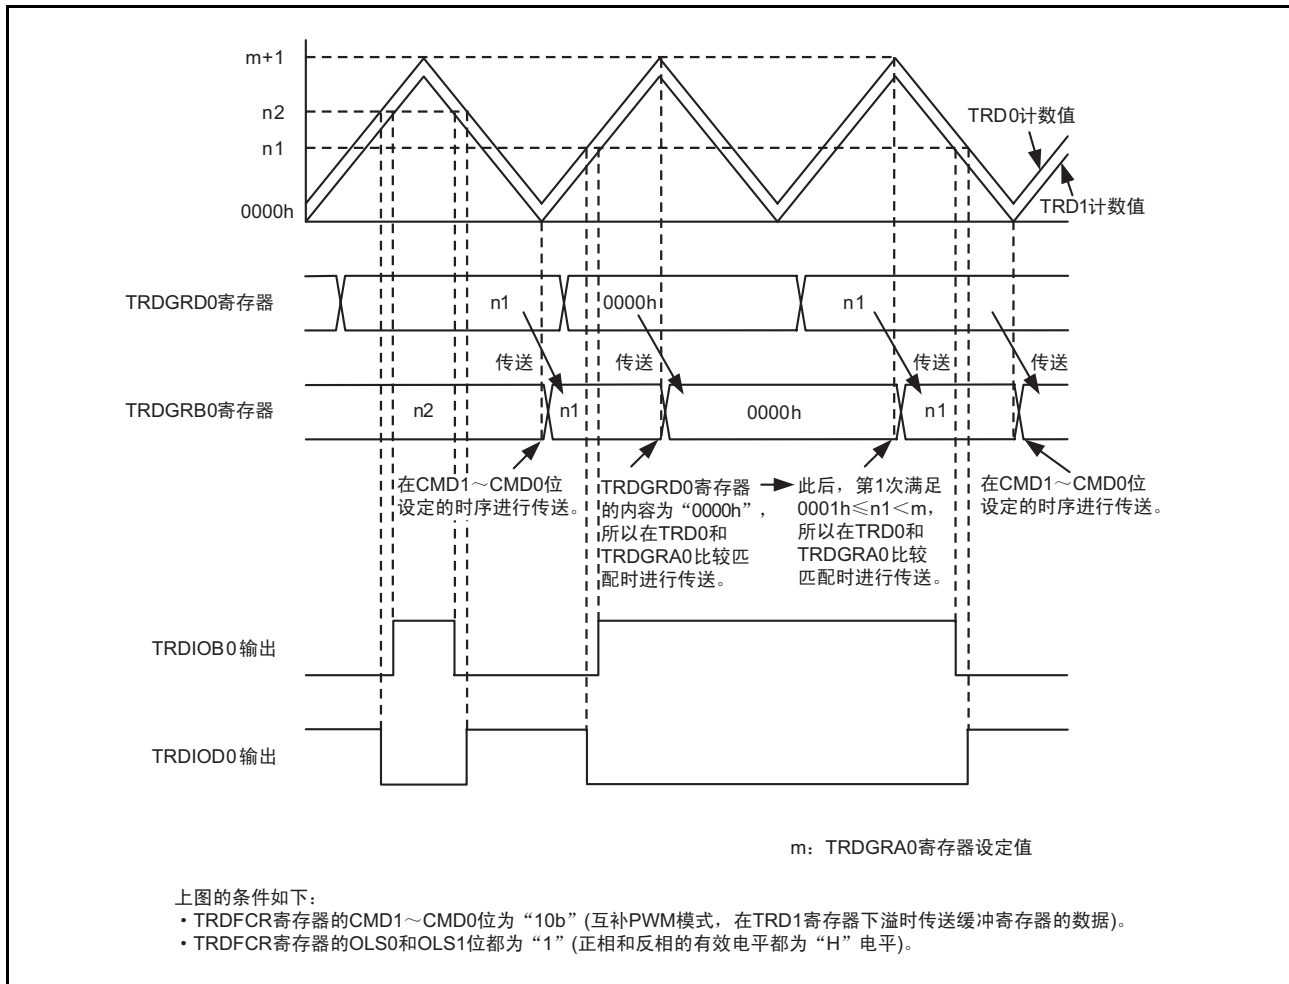 m+1
n2
n1
0000h
TRD0计数值
TRD1计数值
TRDGRD0寄存器
n1
0000h
n1
传送
传送
传送
传送
TRDGRB0寄存器
n2
n1
0000h
n1
在CMD1～CMD0位
设定的时序进行传送。
TRDGRD0寄存器
的内容为“0000h”，
所以在TRD0和
TRDGRA0比较匹
配时进行传送。
此后，第1次满足
0001h≤n1＜m，
所以在TRD0和
TRDGRA0比较
匹配时进行传送。
在CMD1～CMD0位
设定的时序进行传送。
TRDIOB0输出
TRDIOD0输出
m：TRDGRA0寄存器设定值
上图的条件如下：
・TRDFCR寄存器的CMD1～CMD0位为“10b”(互补PWM模式，在TRD1寄存器下溢时传送缓冲寄存器的数据)。
・TRDFCR寄存器的OLS0和OLS1位都为“1”(正相和反相的有效电平都为“H”电平)。